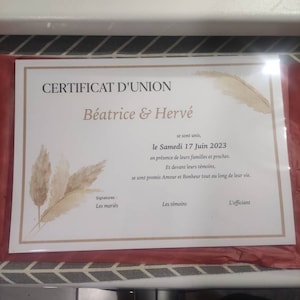 CERTIFICAT D'UNION
Béatrice & Hervé
se sont unis,
le Samedi 17 Juin 2023
en présence de leurs familles et proches.
Et devant leurs témoins,
se sont promis Amour et Bonheur tout au long de leur vie.
Signatures :
Les mariés Les témoins L'officiant